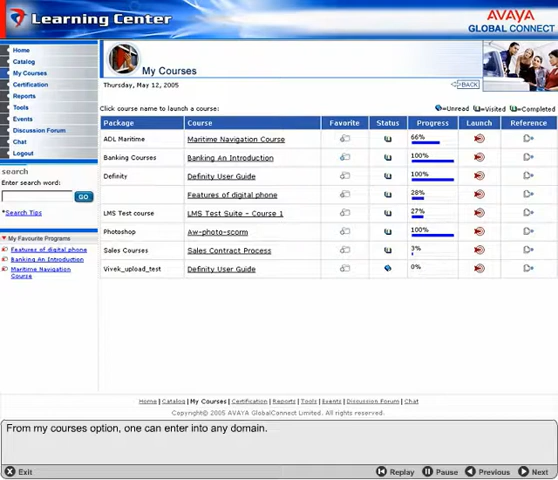 Learning Center
AVAYA
GLOBAL CONNECT
Home
Catalog
My Courses
Certification
Reports
Tools
Events
Discussion Forum
Chat
Logout
search
Enter search word:
GO
*Search Tips
My Favourite Programs
Features of digital phone
Banking An Introduction
Maritime Navigation
Course
My Courses
Thursday, May 12, 2005
BACK
Click course name to launch a course:
=Unread =Visited =Completed
Package Course Favorite Status Progress Launch Reference
ADL Maritime Maritime Navigation Course 66%
Banking Courses Banking An Introduction 100%
Definity Definity User Guide 100%
Features of digital phone 28%
LMS Test course LMS Test Suite - Course 1 27%
Photoshop Aw-photo-scorm 100%
Sales Courses Sales Contract Process 3%
Vivek_upload_test Definity User Guide 0%
Home | Catalog | My Courses | Certification | Reports | Tools | Events | Discussion Forum | Chat
Copyright© 2005 AVAYA GlobalConnect Limited. All rights reserved.
From my courses option, one can enter into any domain.
Exit Replay Pause Previous Next